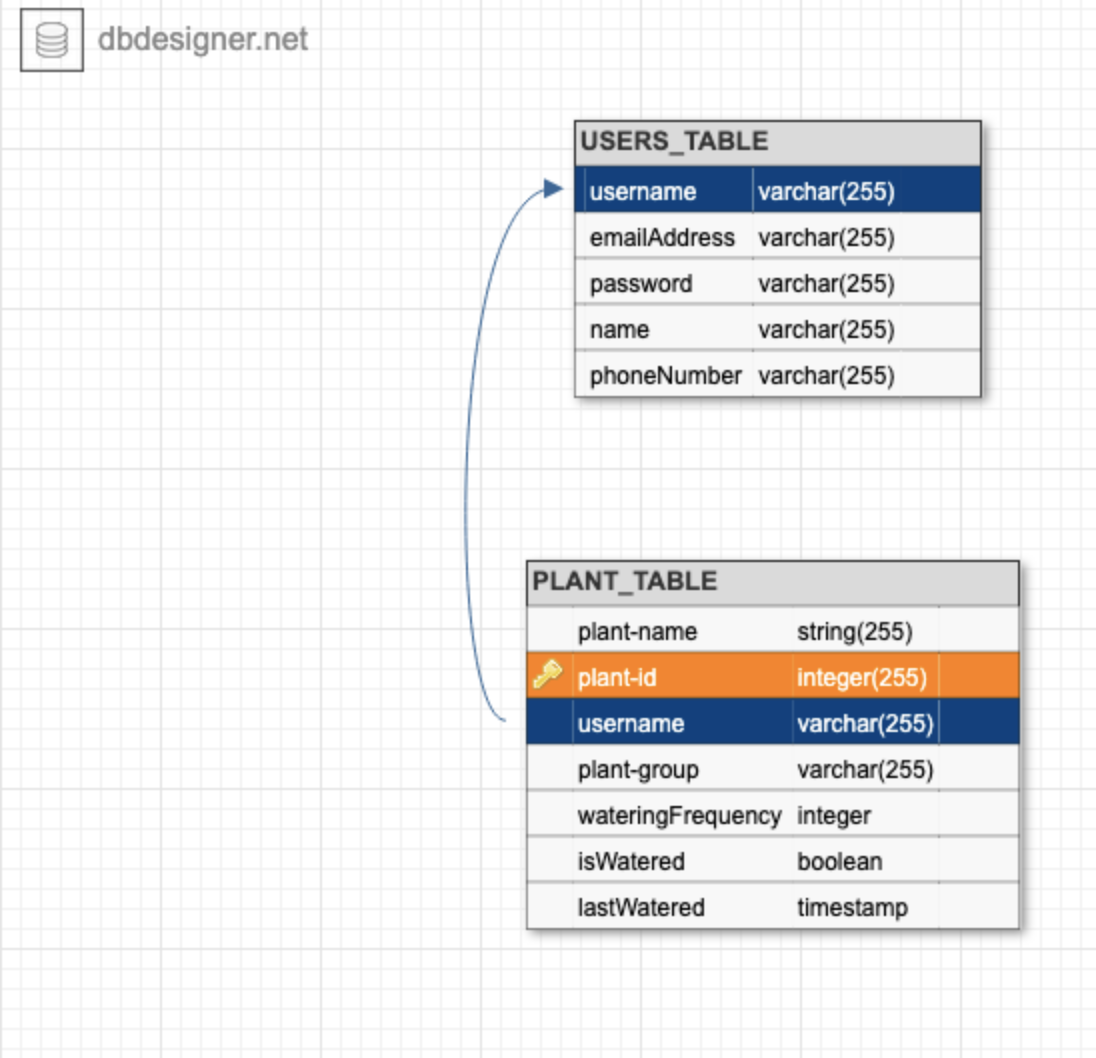 dbdesigner.net
USERS_TABLE
username varchar(255)
emailAddress varchar(255)
password varchar(255)
name varchar(255)
phoneNumber varchar(255)
PLANT_TABLE
plant-name string(255)
plant-id integer(255)
username varchar(255)
plant-group varchar(255)
wateringFrequency integer
isWatered boolean
lastWatered timestamp